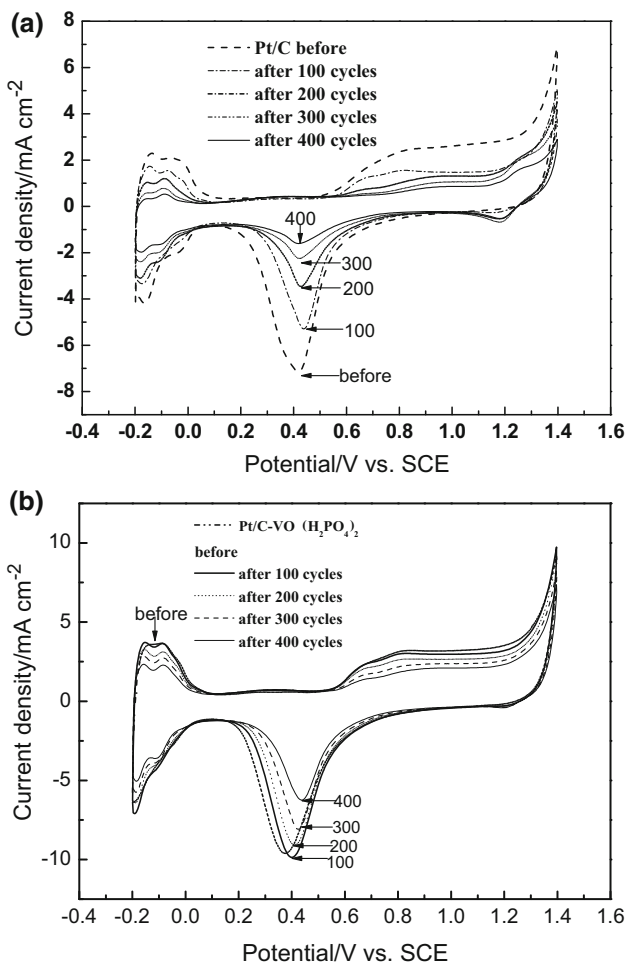 (a)
8
6
4
2
0
-2
-4
-6
-8
Current density/mA cm-2
Pt/C before
after 100 cycles
after 200 cycles
after 300 cycles
after 400 cycles
400
300
200
100
before
-0.4 -0.2 0.0 0.2 0.4 0.6 0.8 1.0 1.2 1.4 1.6
Potential/V vs. SCE
(b)
10
5
0
-5
-10
Current density/mA cm-2
Pt/C-VO (H2PO4)2
before
after 100 cycles
after 200 cycles
after 300 cycles
after 400 cycles
before
400
300
200
100
-0.4 -0.2 0.0 0.2 0.4 0.6 0.8 1.0 1.2 1.4 1.6
Potential/V vs. SCE